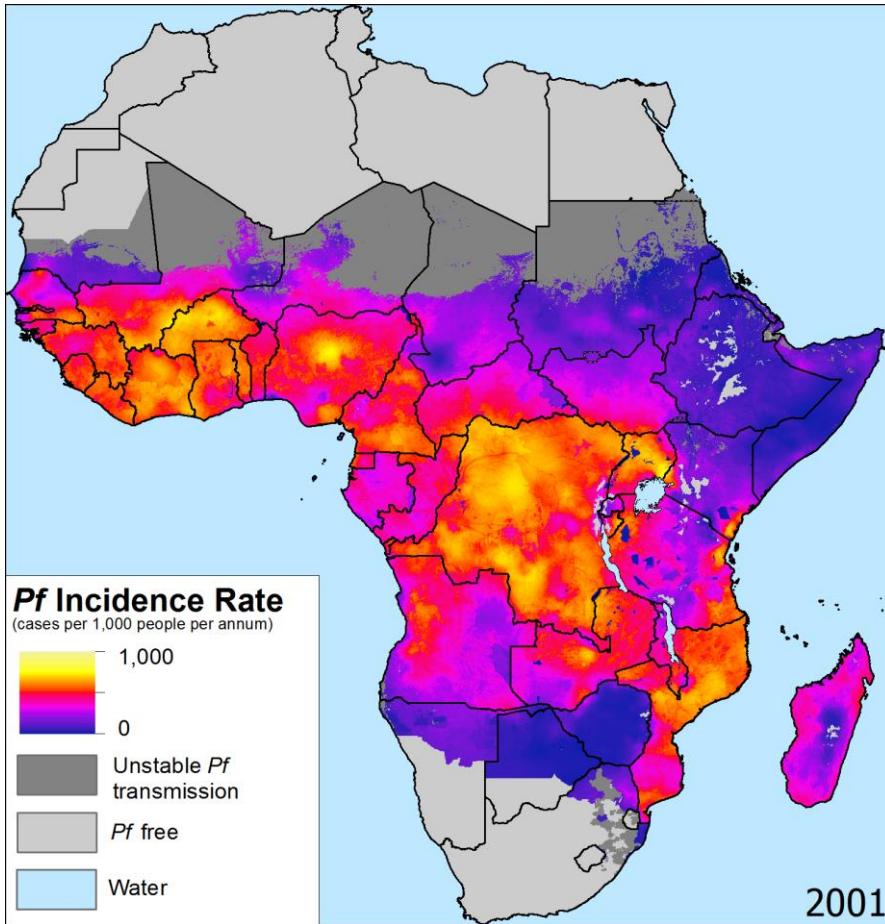 Pf Incidence Rate
(cases per 1,000 people per annum)
1,000
0
Unstable Pf
transmission
Pf free
Water
2001